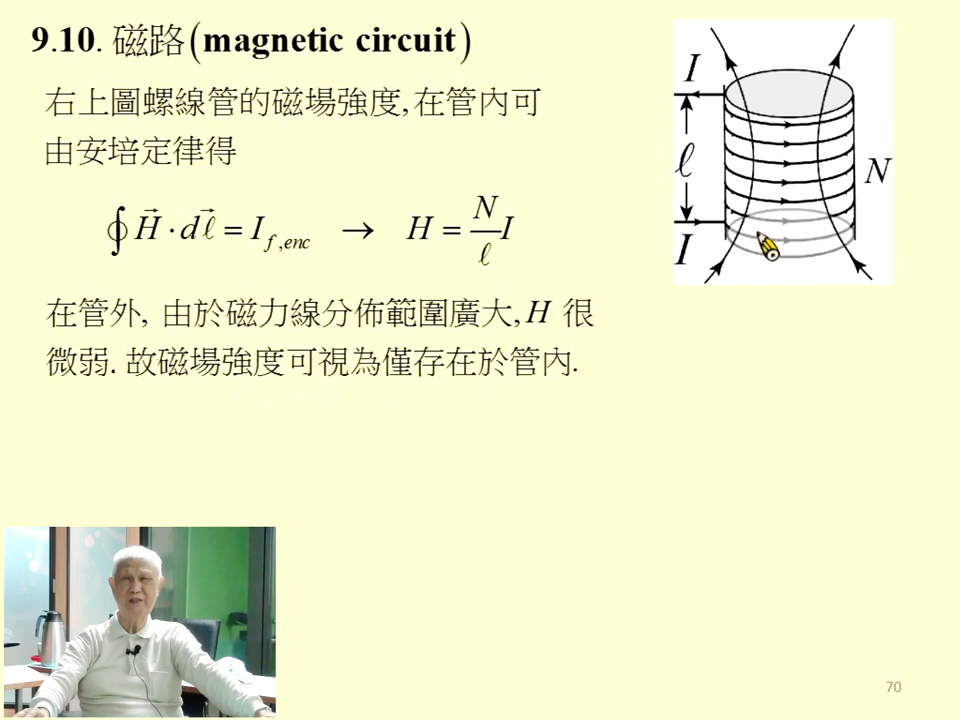 9.10. 磁路(magnetic circuit)
右上圖螺線管的磁場強度,在管內可
由安培定律得
∮H⃗·dℓ⃗ = I_{f,enc} → H = \frac{N}{ℓ}I
在管外, 由於磁力線分佈範圍廣大,H 很
微弱. 故磁場強度可視為僅存在於管內.
I
ℓ
N
I
70